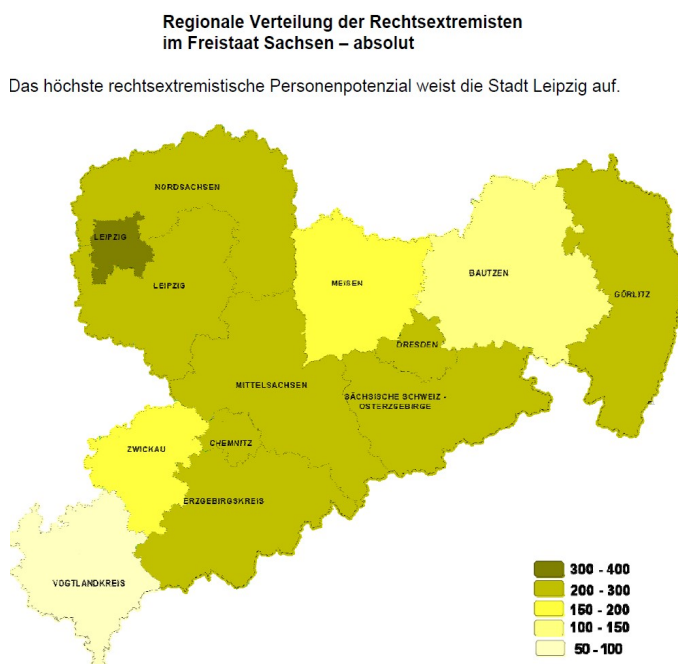 Regionale Verteilung der Rechtsextremisten
im Freistaat Sachsen – absolut
Das höchste rechtsextremistische Personenpotenzial weist die Stadt Leipzig auf.
NORDSACHSEN
LEIPZIG
LEIPZIG
MEIßEN
BAUTZEN
GÖRLITZ
DRESDEN
MITTELSACHSEN
SÄCHSISCHE SCHWEIZ -
OSTERZGEBIRGE
CHEMNITZ
ZWICKAU
ERZGEBIRGSKREIS
VOGTLANDKREIS
300 - 400
200 - 300
150 - 200
100 - 150
50 - 100